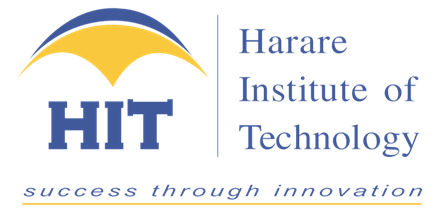 HIT
Harare
Institute of
Technology
success through innovation